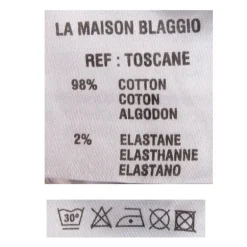 LA MAISON BLAGGIO
REF : TOSCANE
98% COTTON
COTON
ALGODON
2% ELASTANE
ELASTHANNE
ELASTANO
30°